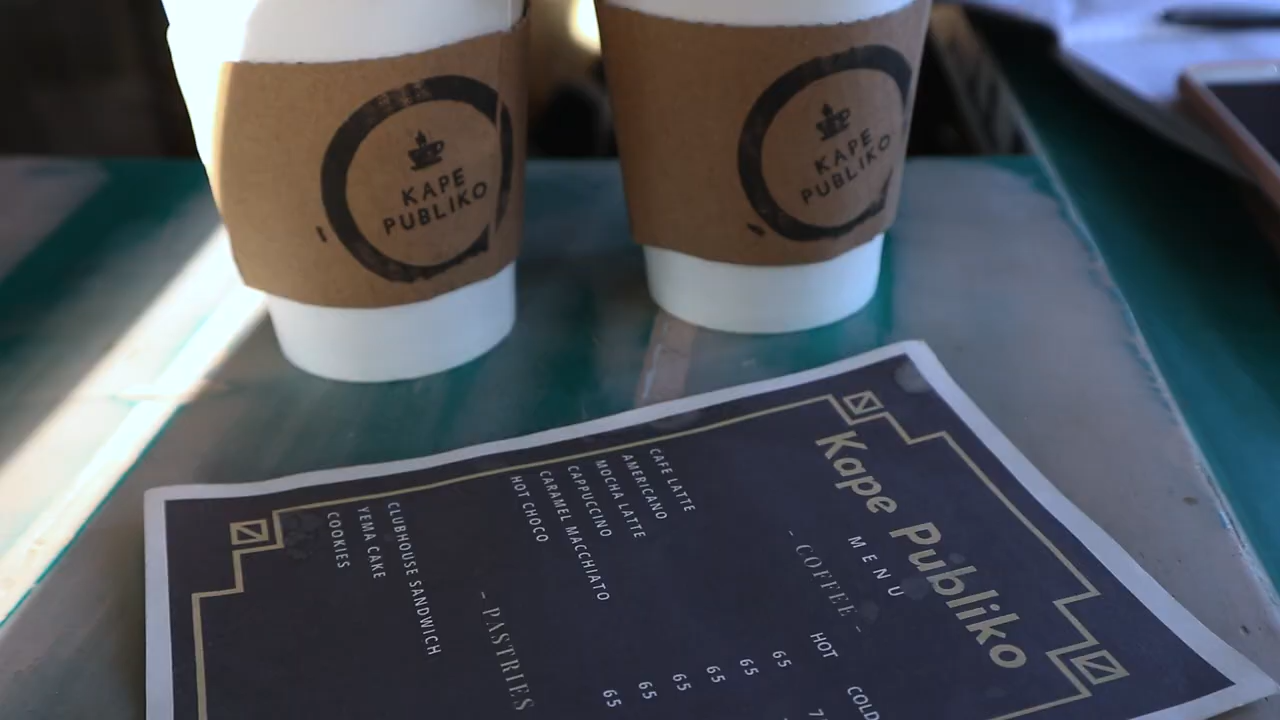 KAPE
PUBLIKO
KAPE
PUBLIKO
Kape Publiko
MENU
- COFFEE -
HOT COLD
CAFE LATTE 65
AMERICANO 65
MOCHA LATTE 65
CAPPUCCINO 65
CARAMEL MACCHIATO 65
HOT CHOCO 65
- PASTRIES
CLUBHOUSE SANDWICH
YEMA CAKE
COOKIES